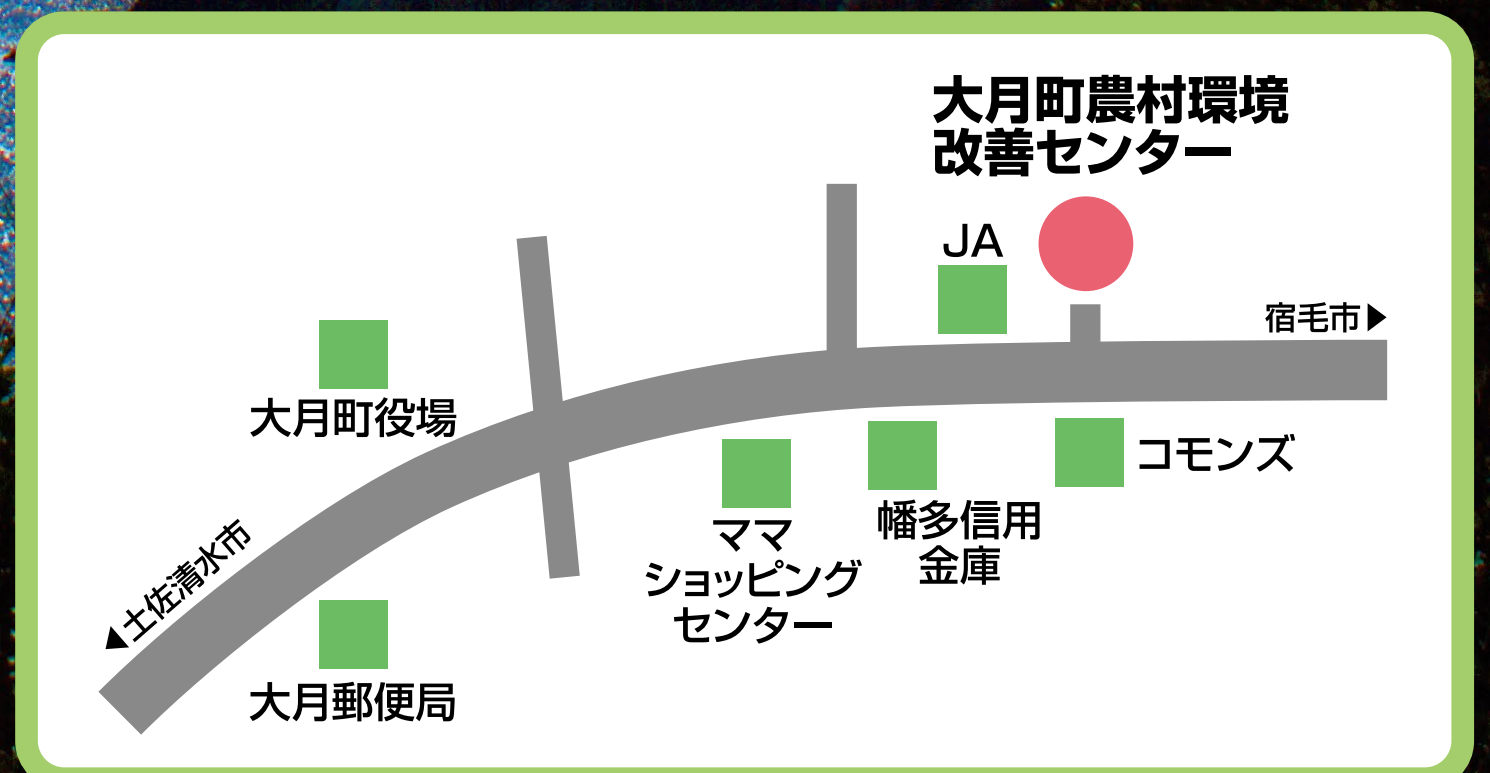 大月町農村環境
改善センター
JA
宿毛市▶
大月町役場
コモンズ
幡多信用
金庫
ママ
ショッピング
センター
◀土佐清水市
大月郵便局